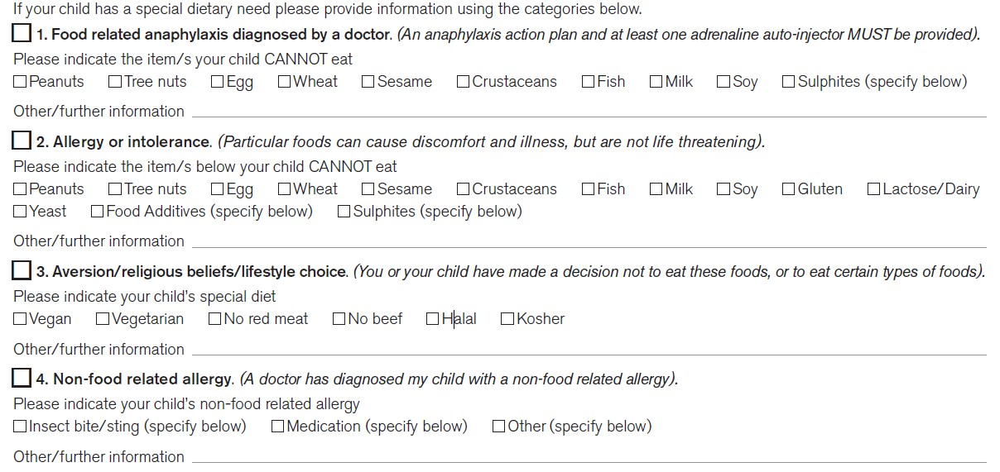 If your child has a special dietary need please provide information using the categories below.
1. Food related anaphylaxis diagnosed by a doctor. (An anaphylaxis action plan and at least one adrenaline auto-injector MUST be provided).
Please indicate the item/s your child CANNOT eat
Peanuts Tree nuts Egg Wheat Sesame Crustaceans Fish Milk Soy Sulphites (specify below)
Other/further information
2. Allergy or intolerance. (Particular foods can cause discomfort and illness, but are not life threatening).
Please indicate the item/s below your child CANNOT eat
Peanuts Tree nuts Egg Wheat Sesame Crustaceans Fish Milk Soy Gluten Lactose/Dairy
Yeast Food Additives (specify below) Sulphites (specify below)
Other/further information
3. Aversion/religious beliefs/lifestyle choice. (You or your child have made a decision not to eat these foods, or to eat certain types of foods).
Please indicate your child's special diet
Vegan Vegetarian No red meat No beef Halal Kosher
Other/further information
4. Non-food related allergy. (A doctor has diagnosed my child with a non-food related allergy).
Please indicate your child's non-food related allergy
Insect bite/sting (specify below) Medication (specify below) Other (specify below)
Other/further information